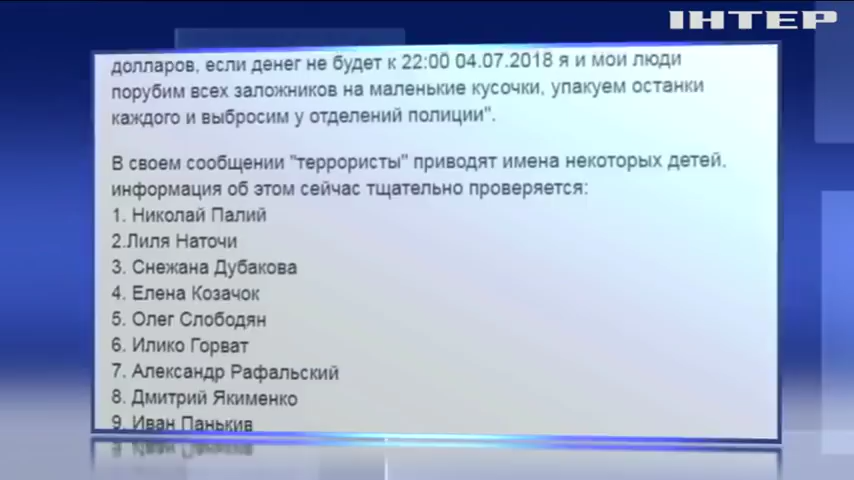 ІНТЕР
долларов, если денег не будет к 22:00 04.07.2018 я и мои люди
порубим всех заложников на маленькие кусочки, упакуем останки
каждого и выбросим у отделений полиции".
В своем сообщении "террористы" приводят имена некоторых детей,
информация об этом сейчас тщательно проверяется:
1. Николай Палий
2.Лиля Наточи
3. Снежана Дубакова
4. Елена Козачок
5. Олег Слободян
6. Илико Горват
7. Александр Рафальский
8. Дмитрий Якименко
9. Иван Панькив